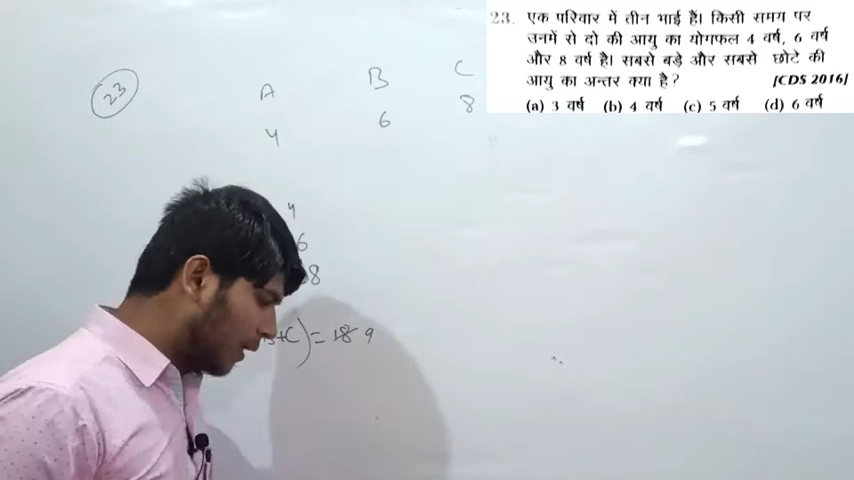 23. एक परिवार में तीन भाई हैं। किसी समय पर
उनमें से दो की आयु का योगफल 4 वर्ष, 6 वर्ष
और 8 वर्ष है। सबसे बड़े और सबसे छोटे की
आयु का अन्तर क्या है? [CDS 2016]
(a) 3 वर्ष (b) 4 वर्ष (c) 5 वर्ष (d) 6 वर्ष
23
A B C
4 6 8
4
6
8
+C) = 18 9